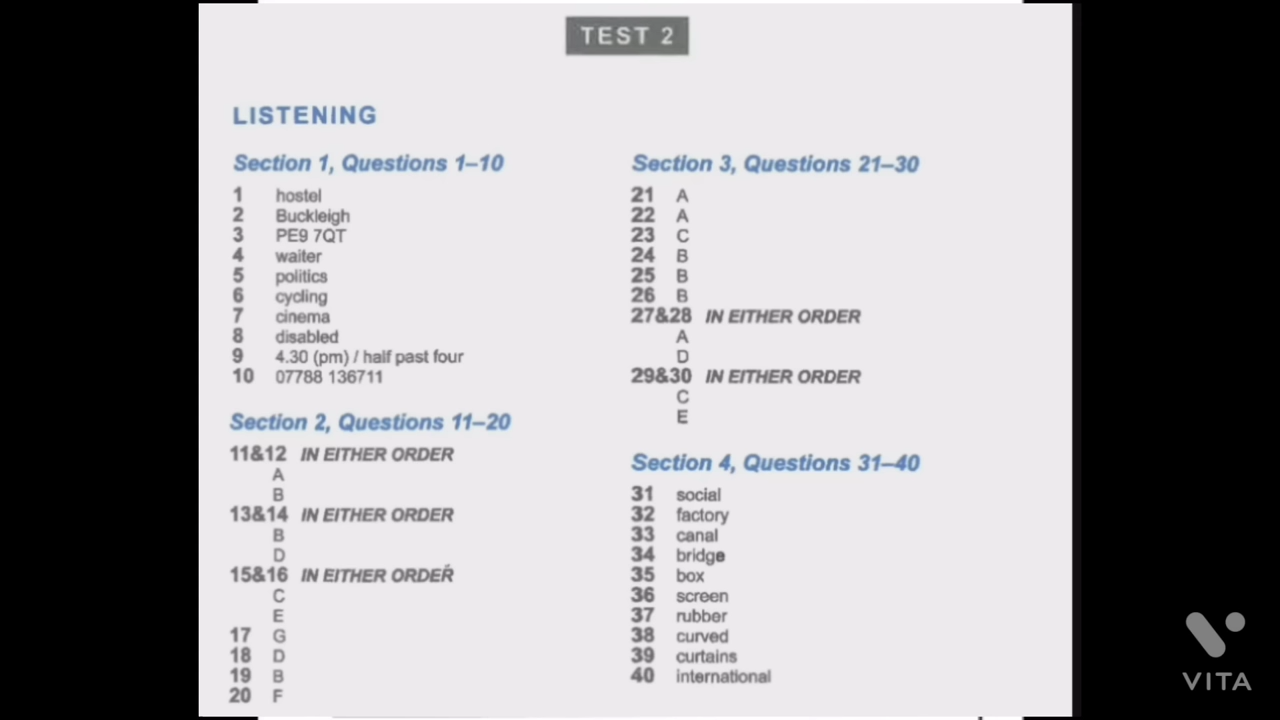 TEST 2
LISTENING
Section 1, Questions 1–10
1 hostel
2 Buckleigh
3 PE9 7QT
4 waiter
5 politics
6 cycling
7 cinema
8 disabled
9 4.30 (pm) / half past four
10 07788 136711
Section 2, Questions 11–20
11&12 IN EITHER ORDER
A
B
13&14 IN EITHER ORDER
B
D
15&16 IN EITHER ORDER
C
E
17 G
18 D
19 B
20 F
Section 3, Questions 21–30
21 A
22 A
23 C
24 B
25 B
26 B
27&28 IN EITHER ORDER
A
D
29&30 IN EITHER ORDER
C
E
Section 4, Questions 31–40
31 social
32 factory
33 canal
34 bridge
35 box
36 screen
37 rubber
38 curved
39 curtains
40 international
VITA